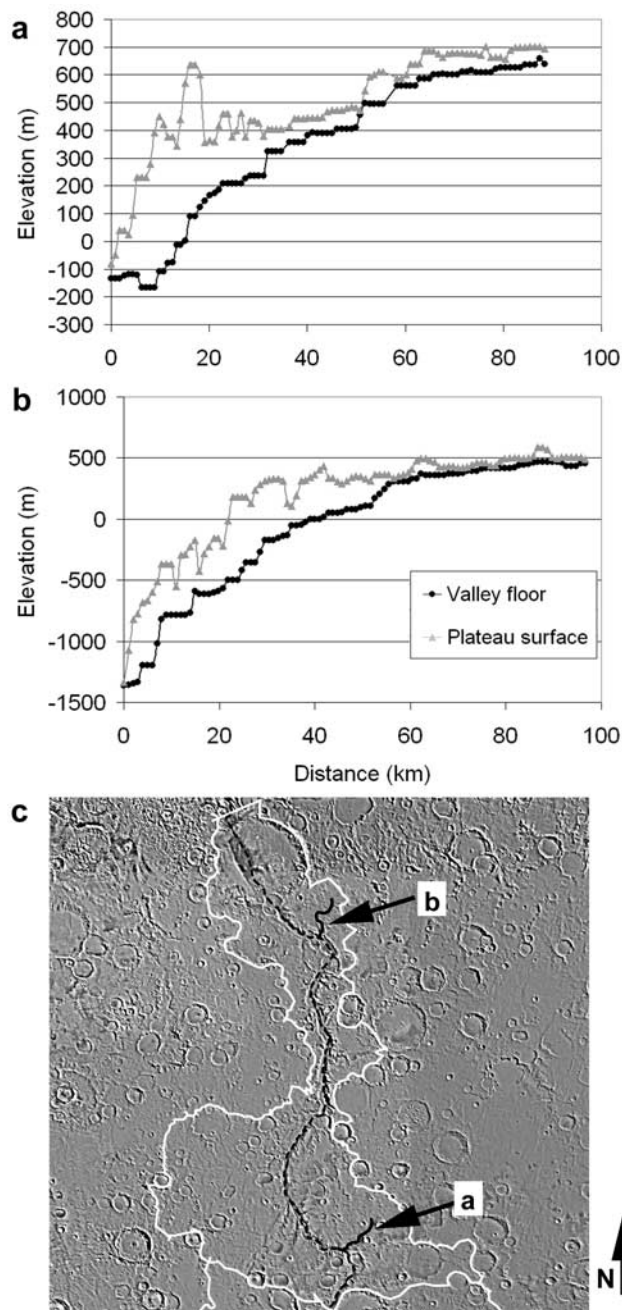 a
800
700
600
500
400
300
200
100
0
-100
-200
-300
Elevation (m)
0 20 40 60 80 100
b
1000
500
0
-500
-1000
-1500
Elevation (m)
Valley floor
Plateau surface
0 20 40 60 80 100
Distance (km)
c
b
a
N